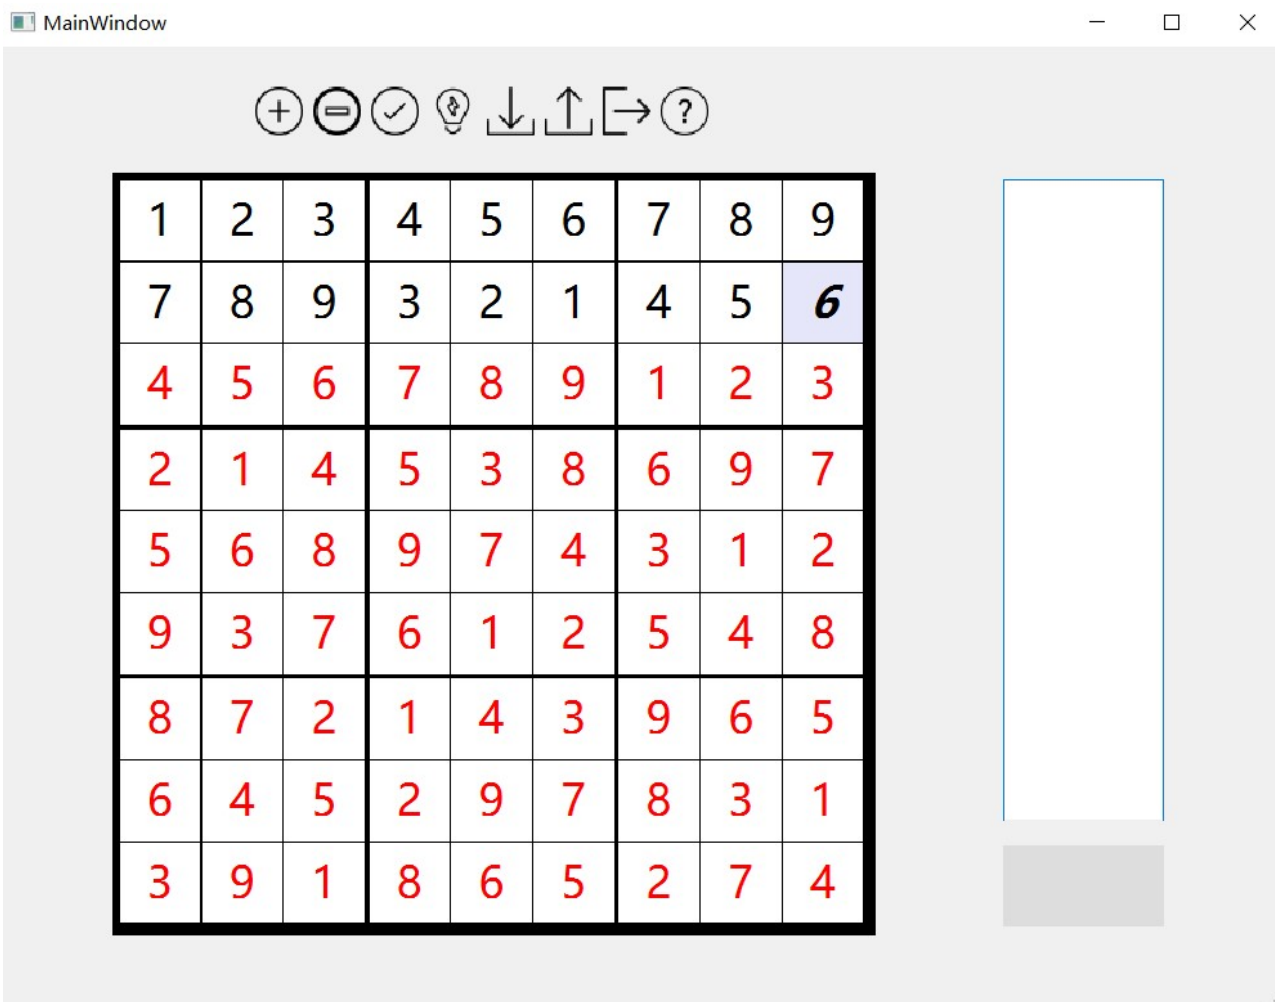 MainWindow
?
1 2 3 4 5 6 7 8 9
7 8 9 3 2 1 4 5 6
4 5 6 7 8 9 1 2 3
2 1 4 5 3 8 6 9 7
5 6 8 9 7 4 3 1 2
9 3 7 6 1 2 5 4 8
8 7 2 1 4 3 9 6 5
6 4 5 2 9 7 8 3 1
3 9 1 8 6 5 2 7 4